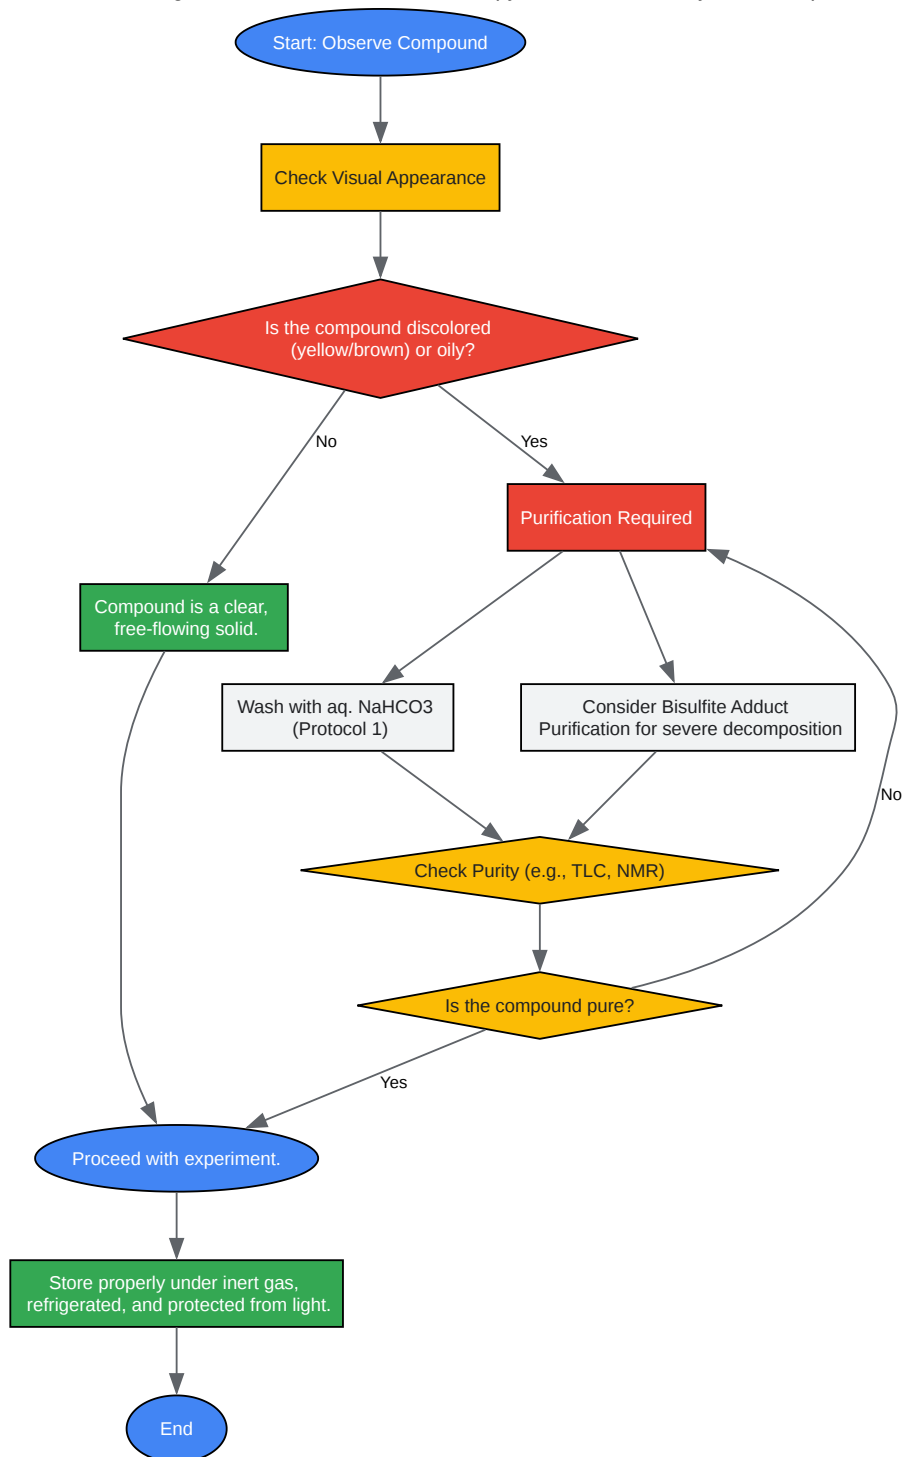 Start: Observe Compound
Check Visual Appearance
Is the compound discolored
(yellow/brown) or oily?
No
Yes
Purification Required
Compound is a clear,
free-flowing solid.
Wash with aq. NaHCO3
(Protocol 1)
Consider Bisulfite Adduct
Purification for severe decomposition
No
Check Purity (e.g., TLC, NMR)
Is the compound pure?
Yes
Proceed with experiment.
Store properly under inert gas,
refrigerated, and protected from light.
End